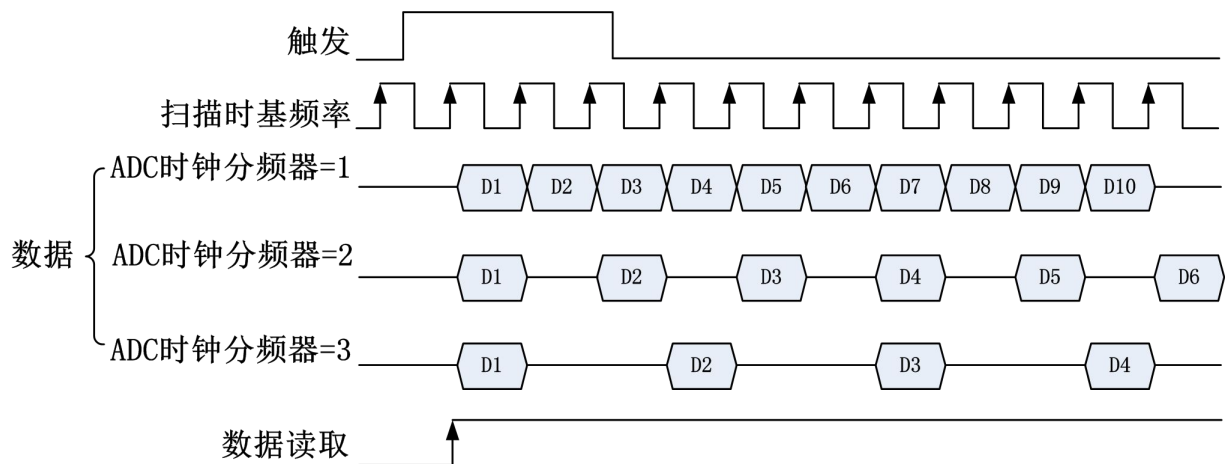 触发
扫描时基频率
ADC时钟分频器=1
D1 D2 D3 D4 D5 D6 D7 D8 D9 D10
数据
ADC时钟分频器=2
D1 D2 D3 D4 D5 D6
ADC时钟分频器=3
D1 D2 D3 D4
数据读取